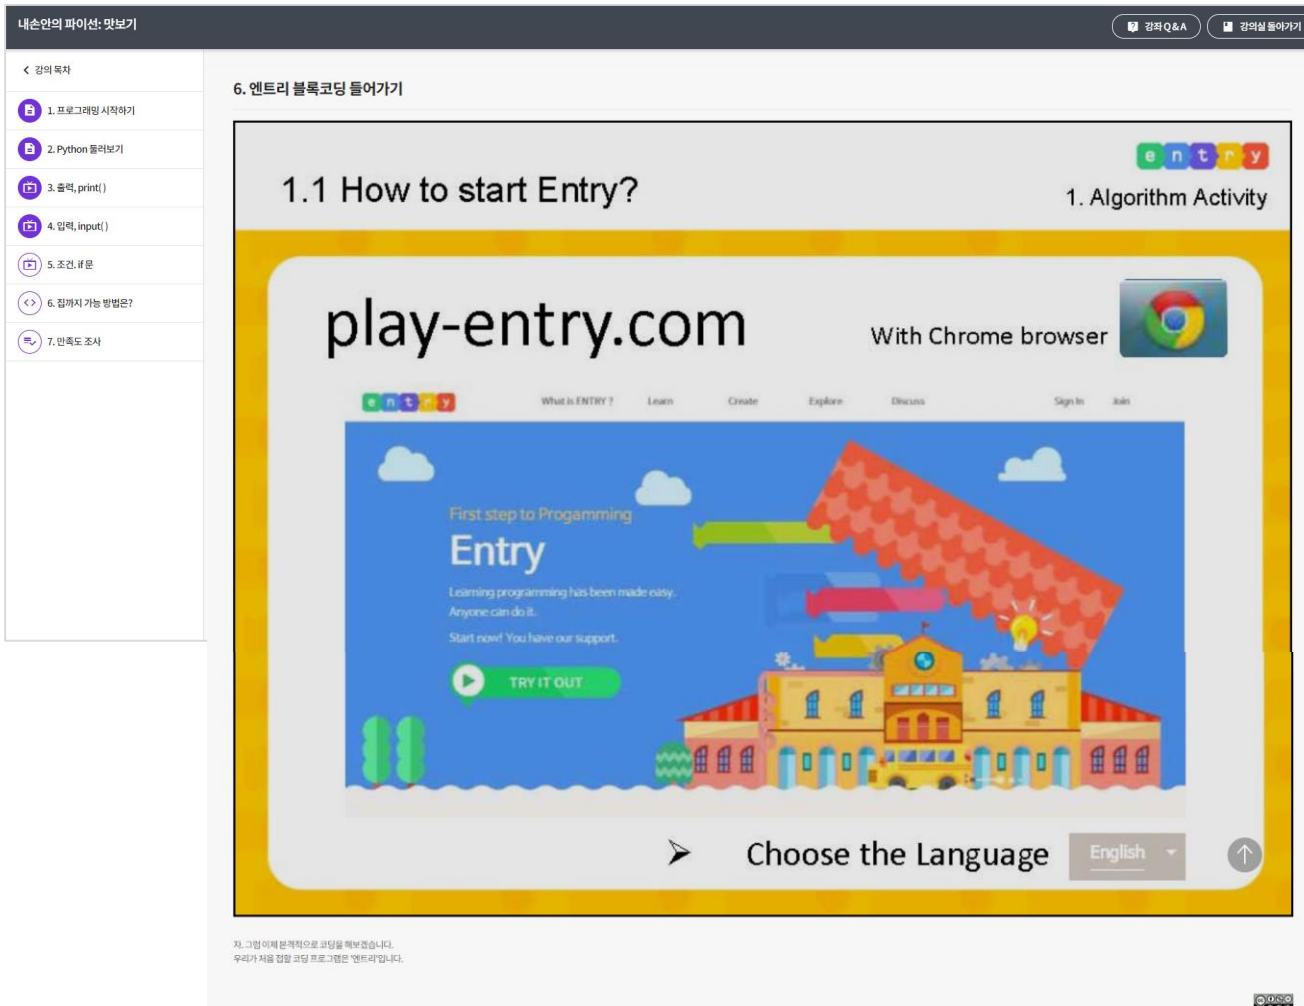 내손안의 파이선: 맛보기
강좌 Q&A
강의실 돌아가기
강의 목차
1. 프로그래밍 시작하기
2. Python 둘러보기
3. 출력, print( )
4. 입력, input( )
5. 조건. if 문
6. 집까지 가능 방법은?
7. 만족도 조사
6. 엔트리 블록코딩 들어가기
entry
1.1 How to start Entry?
1. Algorithm Activity
play-entry.com
With Chrome browser
entry
What is ENTRY ?
Learn
Create
Explore
Discuss
Sign In
Join
First step to Progamming
Entry
Learning programming has been made easy.
Anyone can do it.
Start now! You have our support.
TRY IT OUT
➢ Choose the Language
English
자. 그럼 이제 본격적으로 코딩을 해보겠습니다.
우리가 처음 접할 코딩 프로그램은 '엔트리'입니다.